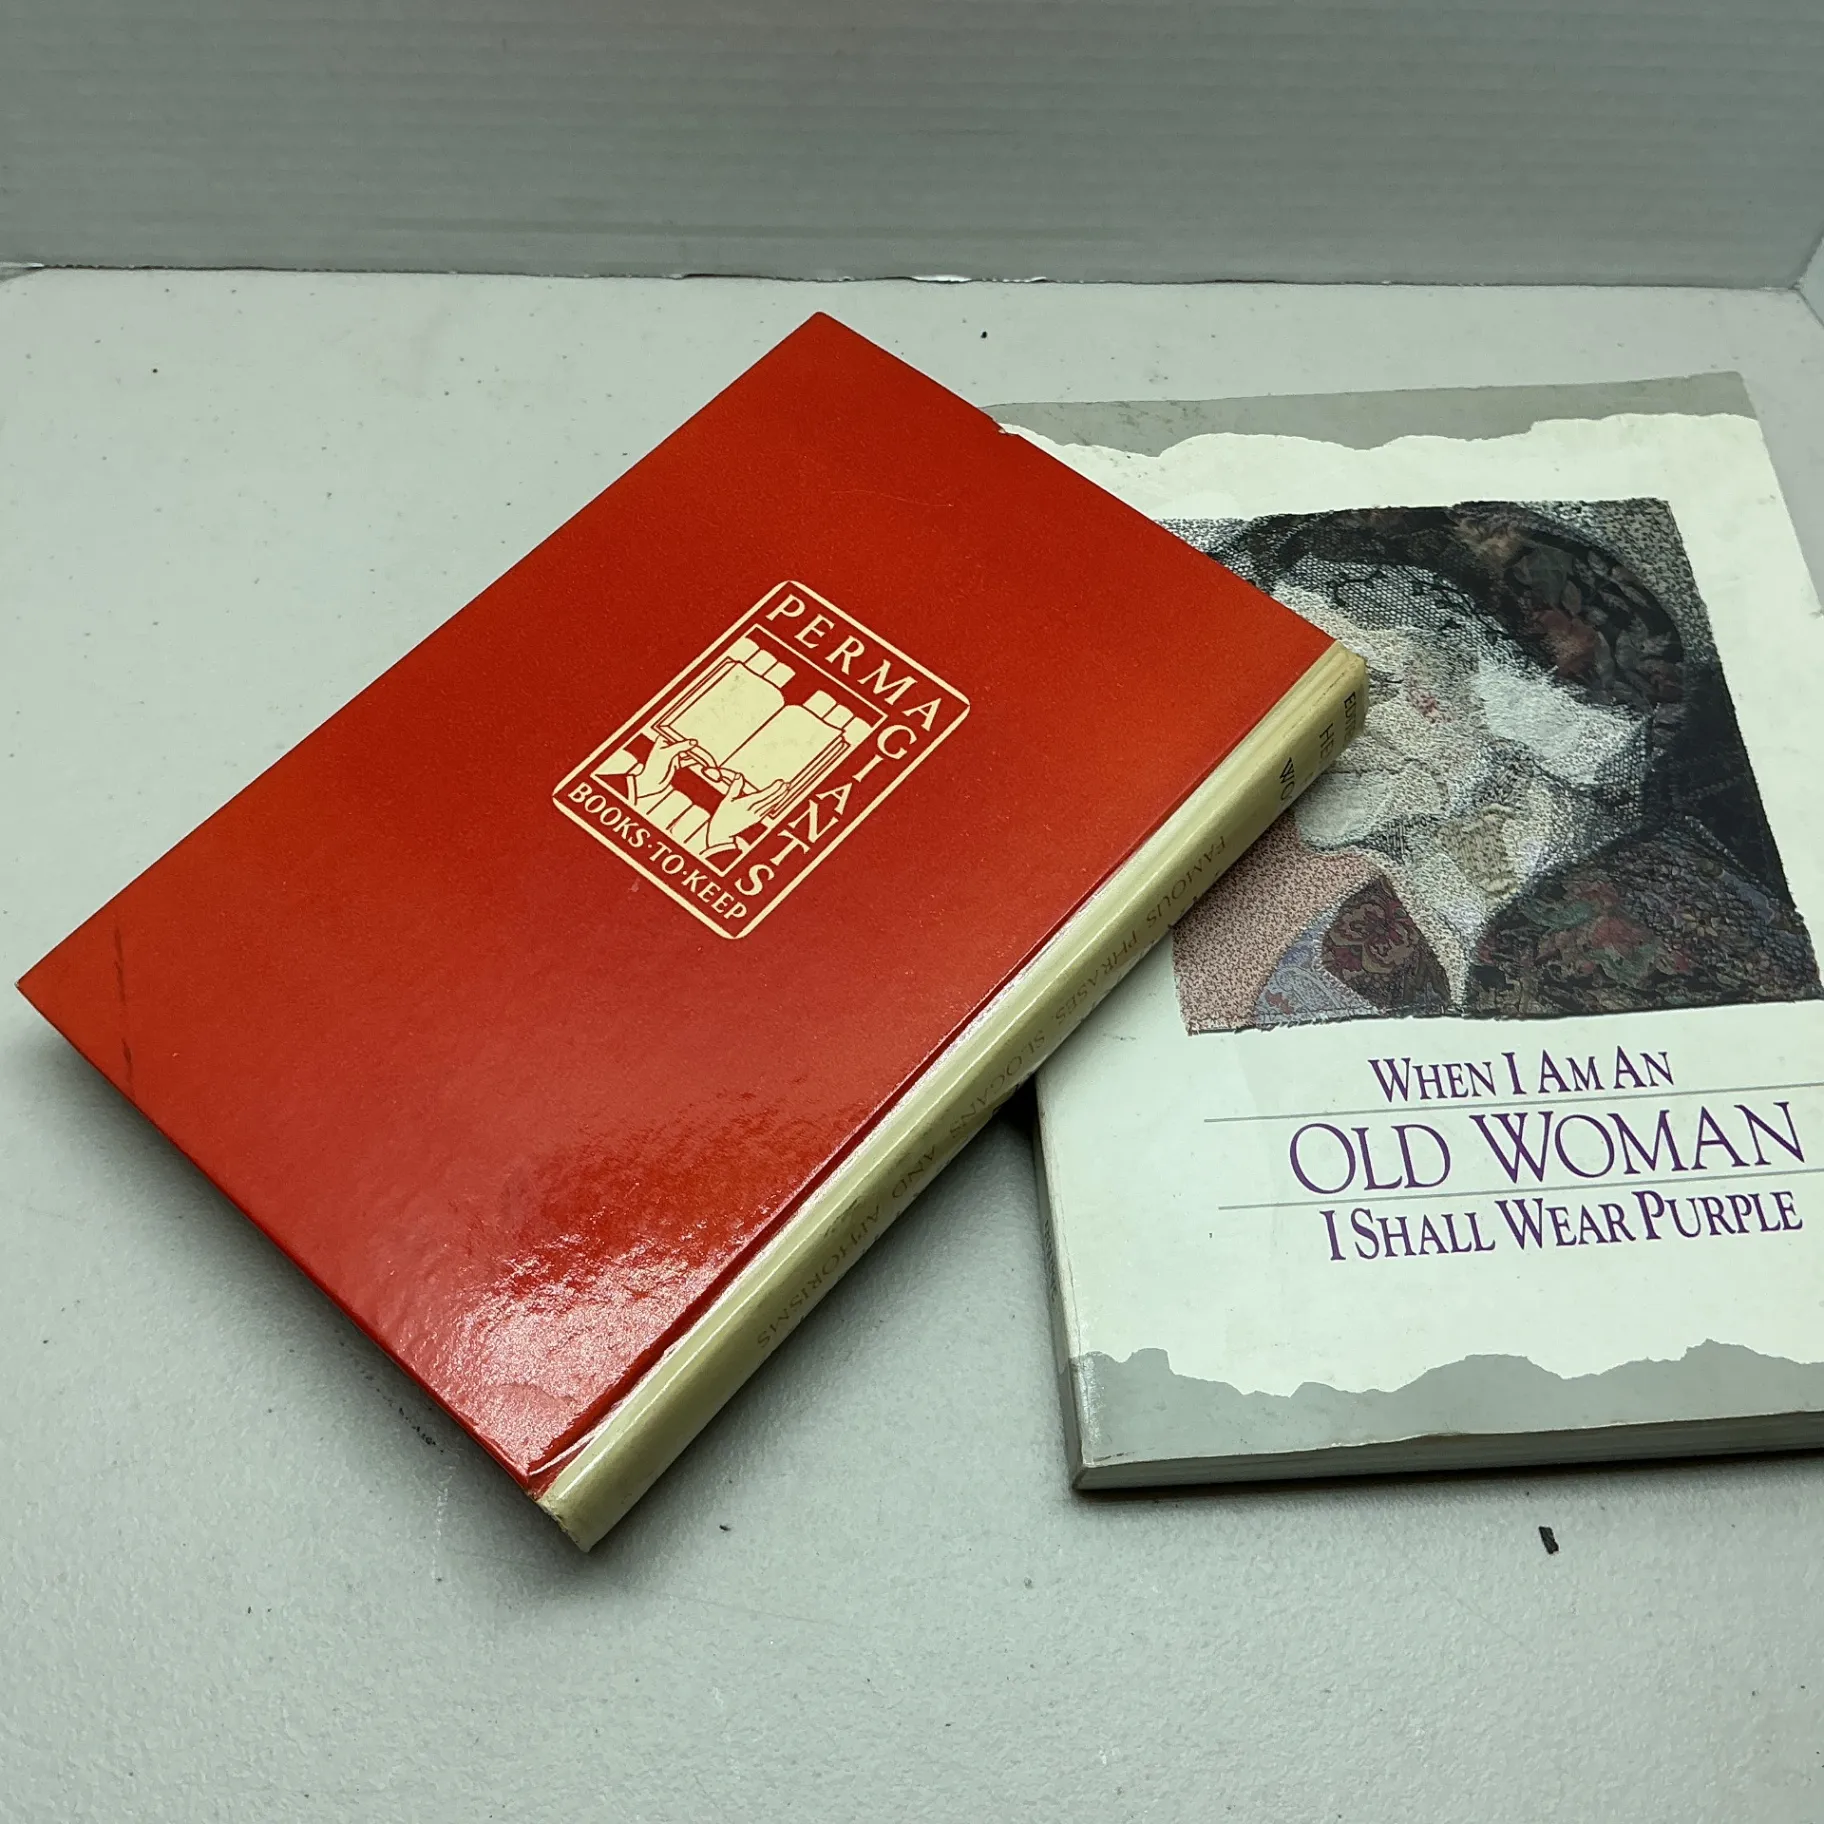 PERMA
GIANTS
BOOKS·TO·KEEP
FAMOUS PHRASES, SLOGANS AND APHORISMS
WHEN I AM AN
OLD WOMAN
I SHALL WEAR PURPLE